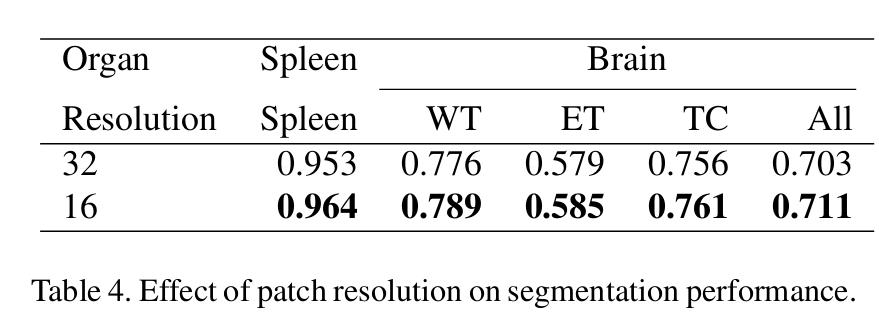 Organ Spleen Brain
Resolution Spleen WT ET TC All
32 0.953 0.776 0.579 0.756 0.703
16 0.964 0.789 0.585 0.761 0.711
Table 4. Effect of patch resolution on segmentation performance.